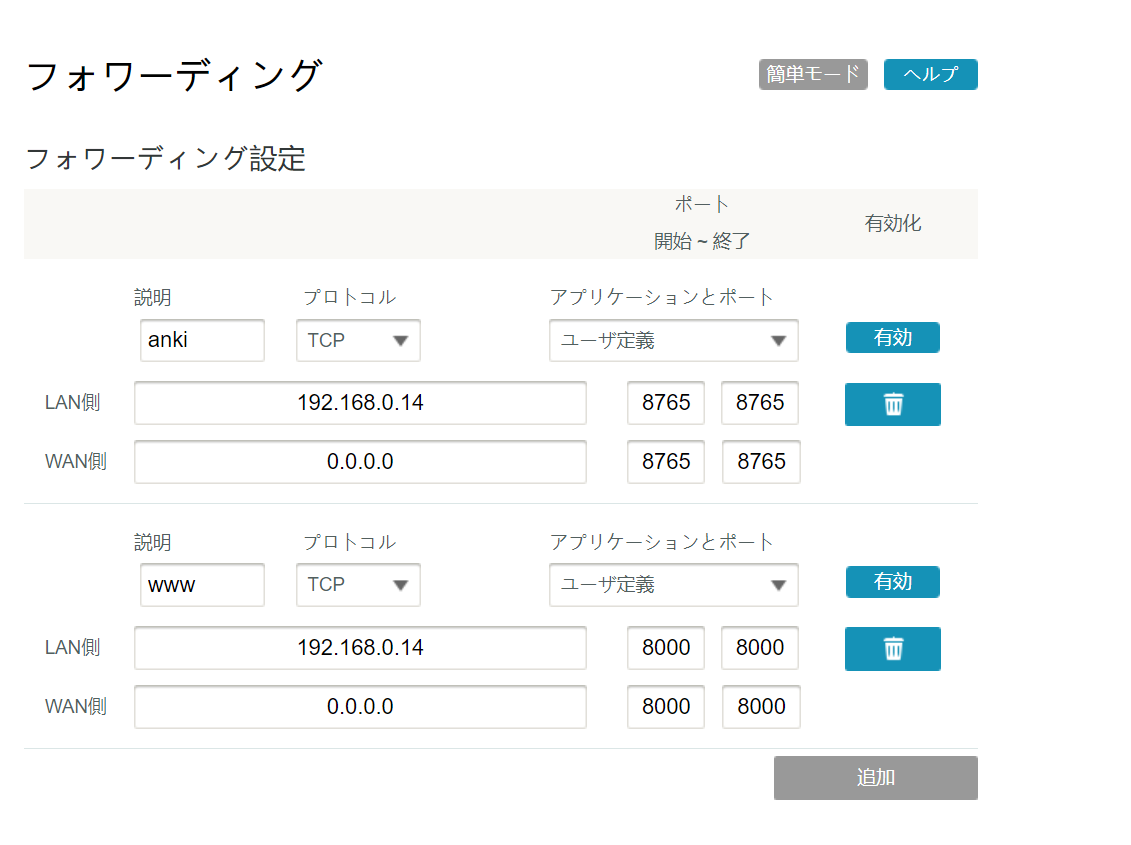 フォワーディング 簡単モード ヘルプ
フォワーディング設定
ポート
有効化
開始 ~ 終了
説明 プロトコル アプリケーションとポート
anki TCP ユーザ定義 有効
LAN側 192.168.0.14 8765 8765
WAN側 0.0.0.0 8765 8765
説明 プロトコル アプリケーションとポート
www TCP ユーザ定義 有効
LAN側 192.168.0.14 8000 8000
WAN側 0.0.0.0 8000 8000
追加